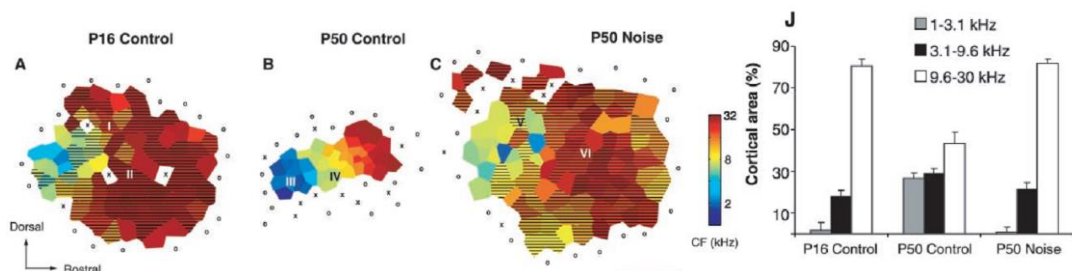 P16 Control
P50 Control
P50 Noise
A
B
C
I
II
III
IV
V
VI
Dorsal
Rostral
32
8
2
CF (kHz)
J
1-3.1 kHz
3.1-9.6 kHz
9.6-30 kHz
Cortical area (%)
90
50
30
10
P16 Control
P50 Control
P50 Noise